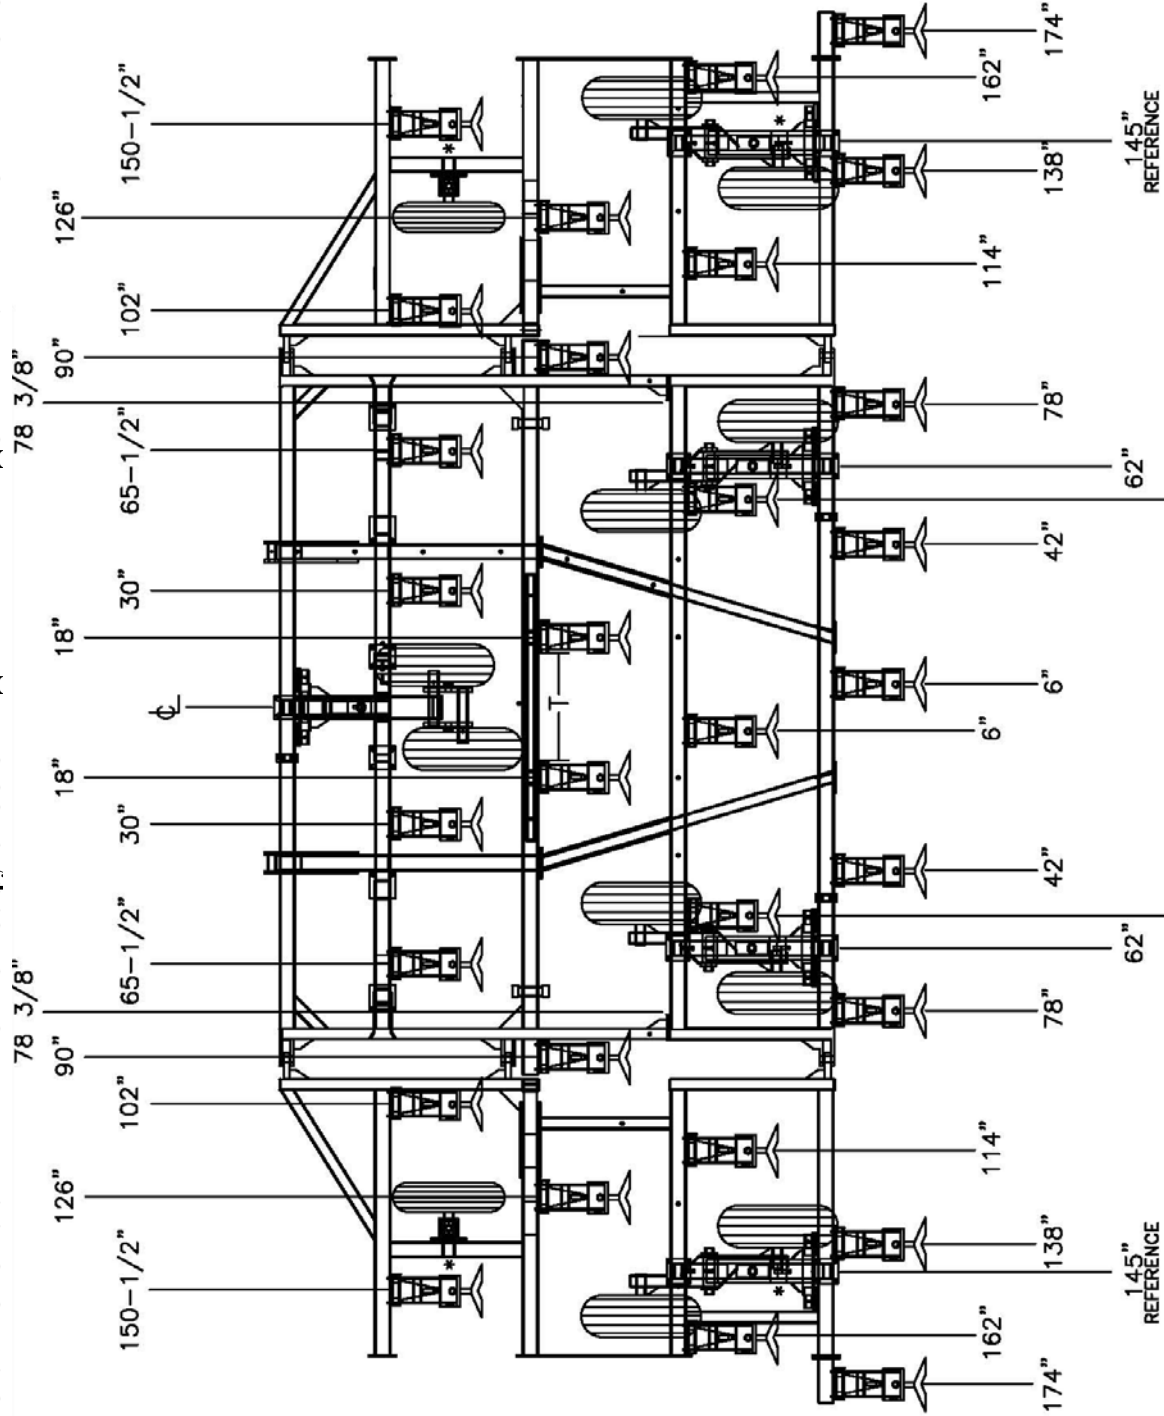 78 3/8" 78 3/8"
126" 90" 18" 18" 90" 126"
150-1/2" 102" 65-1/2" 30" 30" 65-1/2" 102" 150-1/2"
℄
* *
T
* *
162" 114" 6" 114" 162"
174" 138" 78" 42" 6" 42" 78" 138" 174"
145" 62" 62" 145"
REFERENCE REFERENCE